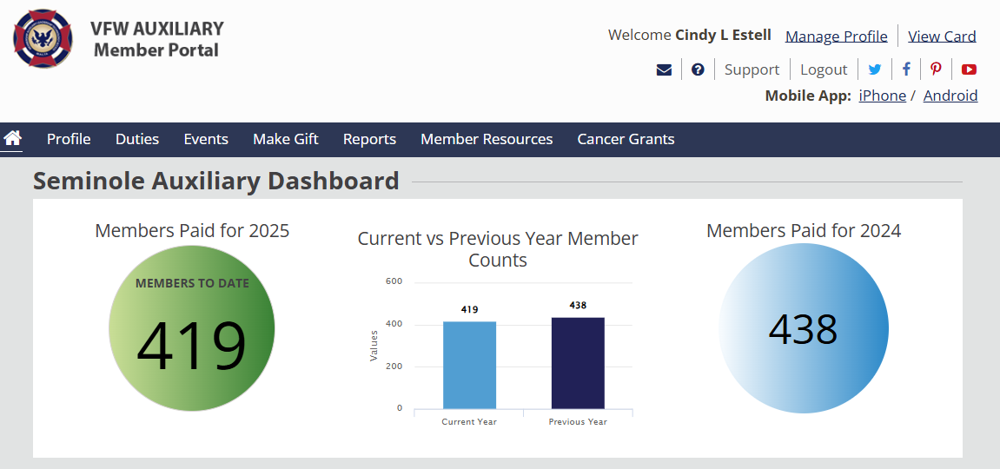 VFW AUXILIARY
Member Portal
Welcome Cindy L Estell Manage Profile View Card
Support Logout
Mobile App: iPhone / Android
Profile Duties Events Make Gift Reports Member Resources Cancer Grants
Seminole Auxiliary Dashboard
Members Paid for 2025
MEMBERS TO DATE
419
Current vs Previous Year Member
Counts
600
400
200
0
Values
419
438
Current Year
Previous Year
Members Paid for 2024
438